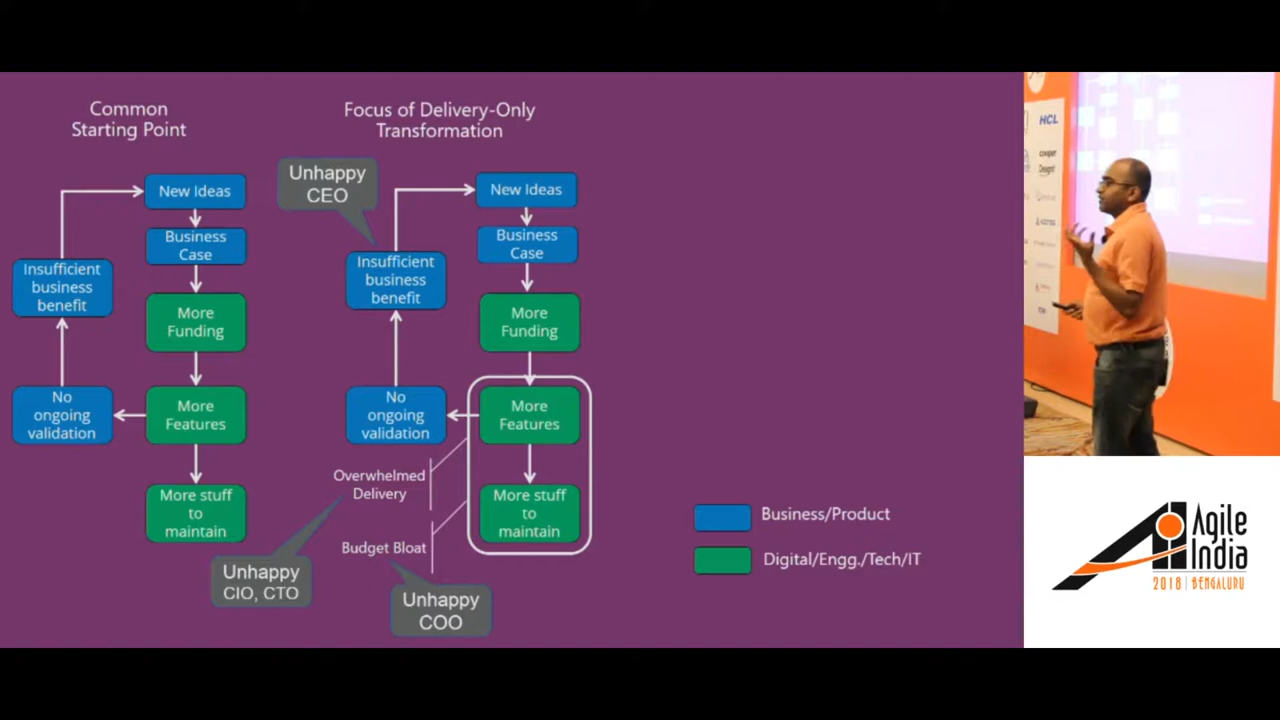 Common
Starting Point
New Ideas
Business
Case
More
Funding
More
Features
More stuff
to
maintain
No
ongoing
validation
Insufficient
business
benefit
Focus of Delivery-Only
Transformation
Unhappy
CEO
New Ideas
Business
Case
More
Funding
More
Features
More stuff
to
maintain
No
ongoing
validation
Insufficient
business
benefit
Overwhelmed
Delivery
Budget Bloat
Unhappy
CIO, CTO
Unhappy
COO
Business/Product
Digital/Engg./Tech/IT
HCL
cooper
Agile
India
2018 | BENGALURU